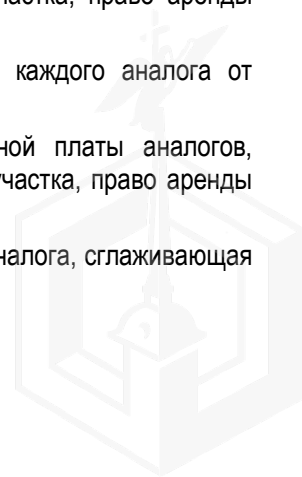 участка, право аренды
каждого аналога от
ной платы аналогов,
участка, право аренды
налога, сглаживающая